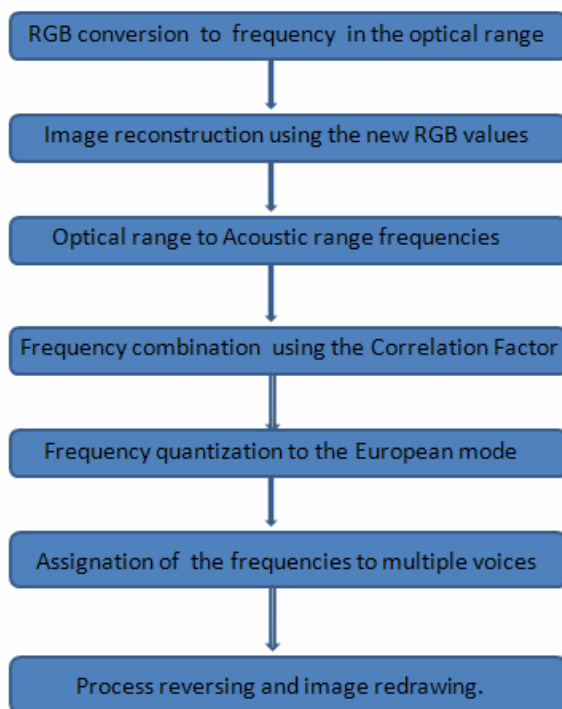 RGB conversion to frequency in the optical range
Image reconstruction using the new RGB values
Optical range to Acoustic range frequencies
Frequency combination using the Correlation Factor
Frequency quantization to the European mode
Assignation of the frequencies to multiple voices
Process reversing and image redrawing.